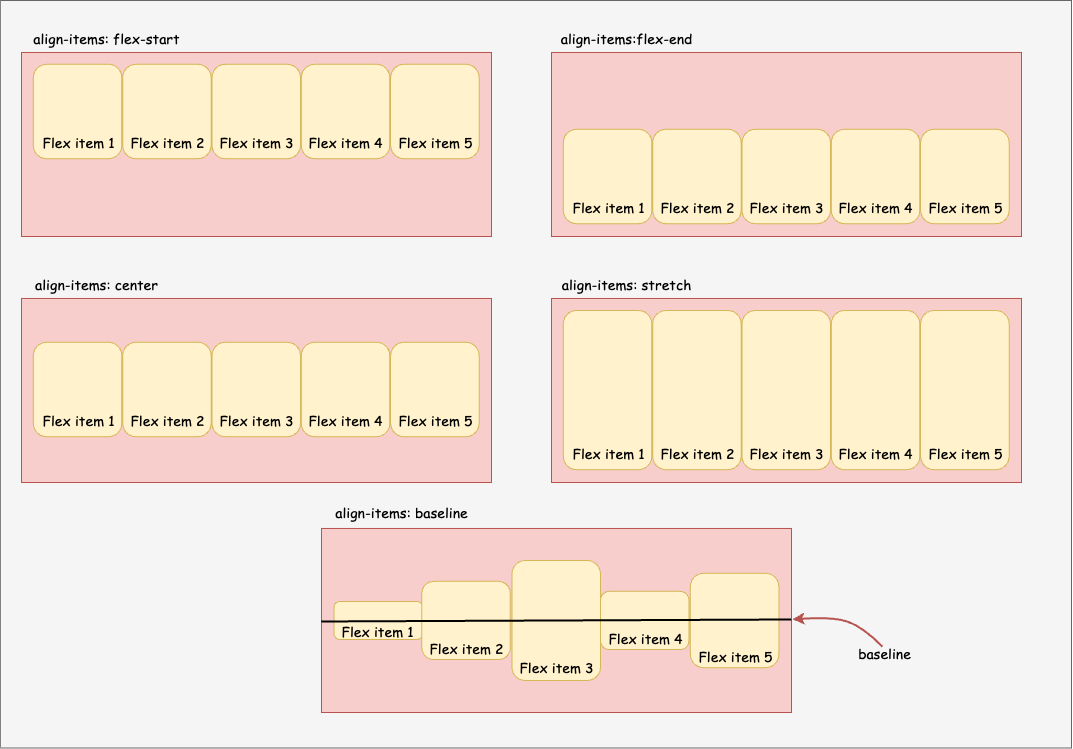 align-items: flex-start
Flex item 1 Flex item 2 Flex item 3 Flex item 4 Flex item 5
align-items:flex-end
Flex item 1 Flex item 2 Flex item 3 Flex item 4 Flex item 5
align-items: center
Flex item 1 Flex item 2 Flex item 3 Flex item 4 Flex item 5
align-items: stretch
Flex item 1 Flex item 2 Flex item 3 Flex item 4 Flex item 5
align-items: baseline
Flex item 1 Flex item 2 Flex item 3 Flex item 4 Flex item 5
baseline